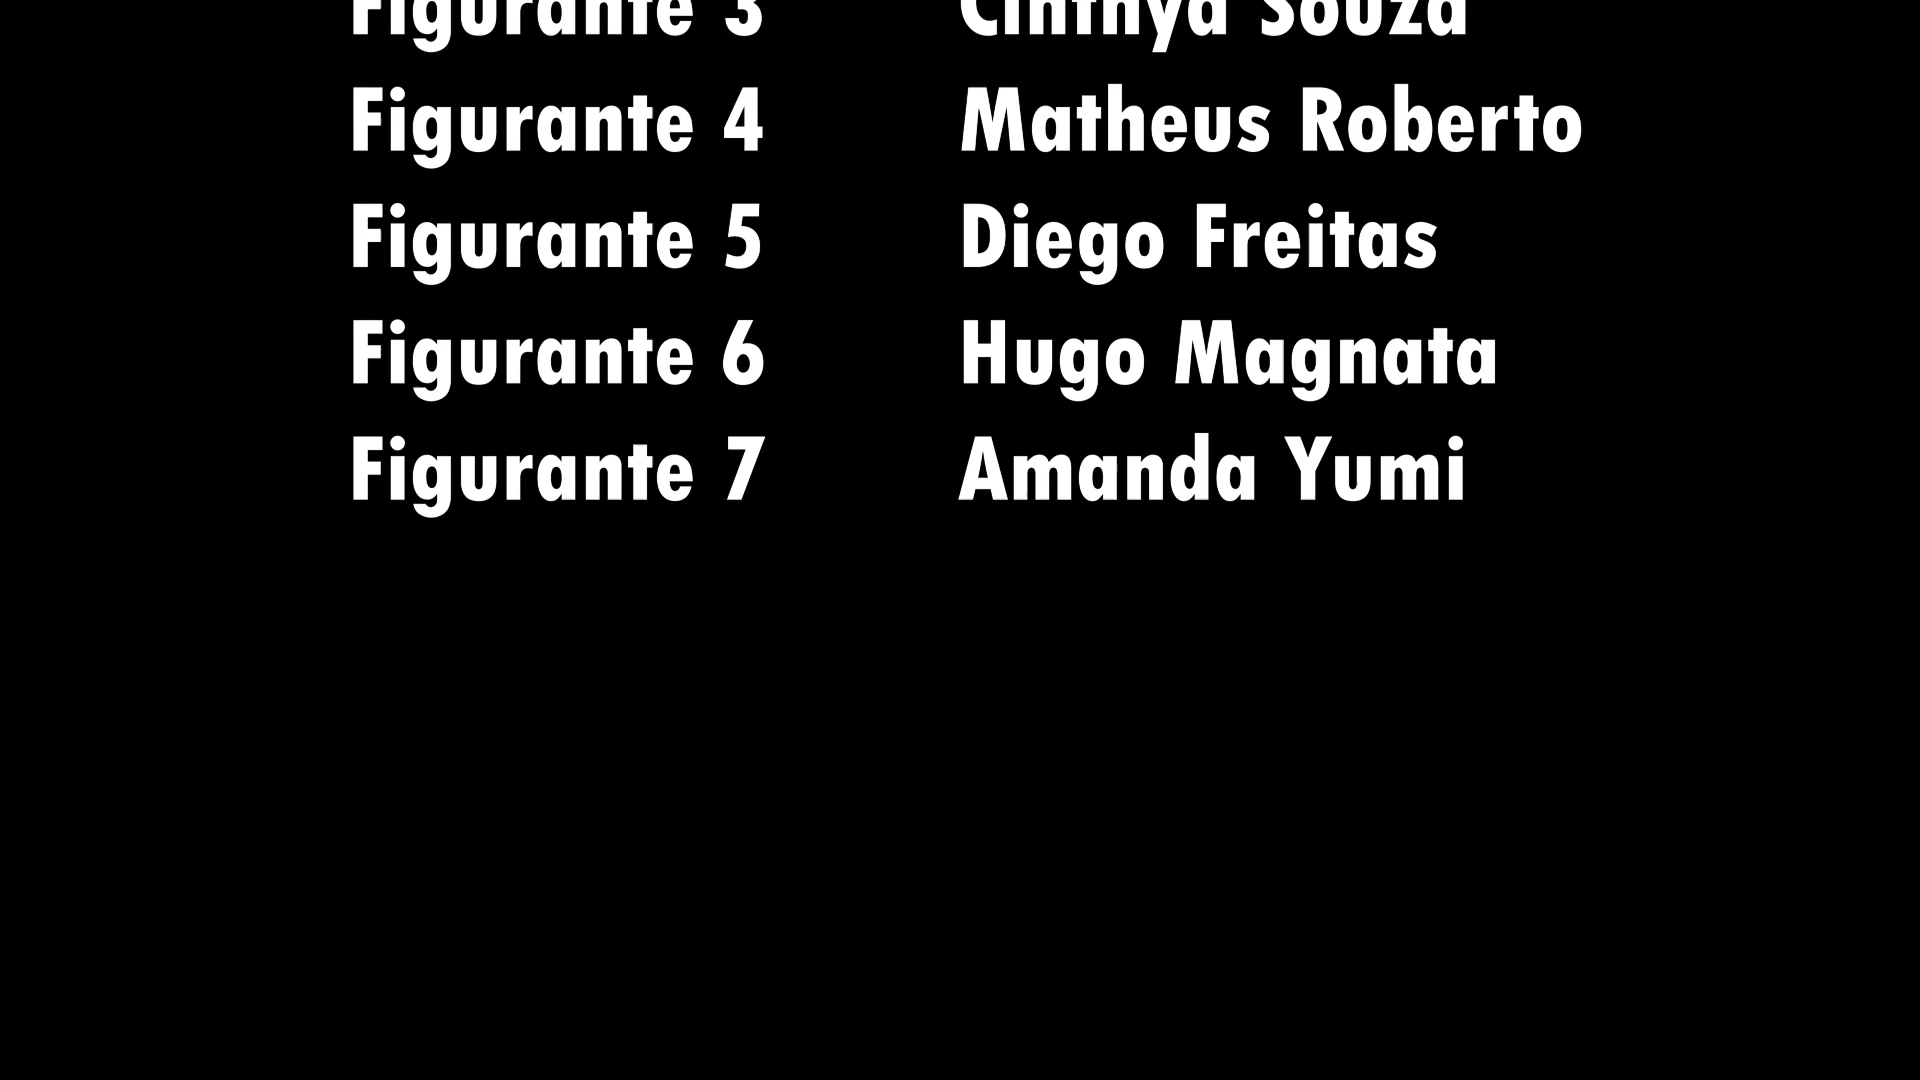 Figurante 3 Cinthya Souza
Figurante 4 Matheus Roberto
Figurante 5 Diego Freitas
Figurante 6 Hugo Magnata
Figurante 7 Amanda Yumi